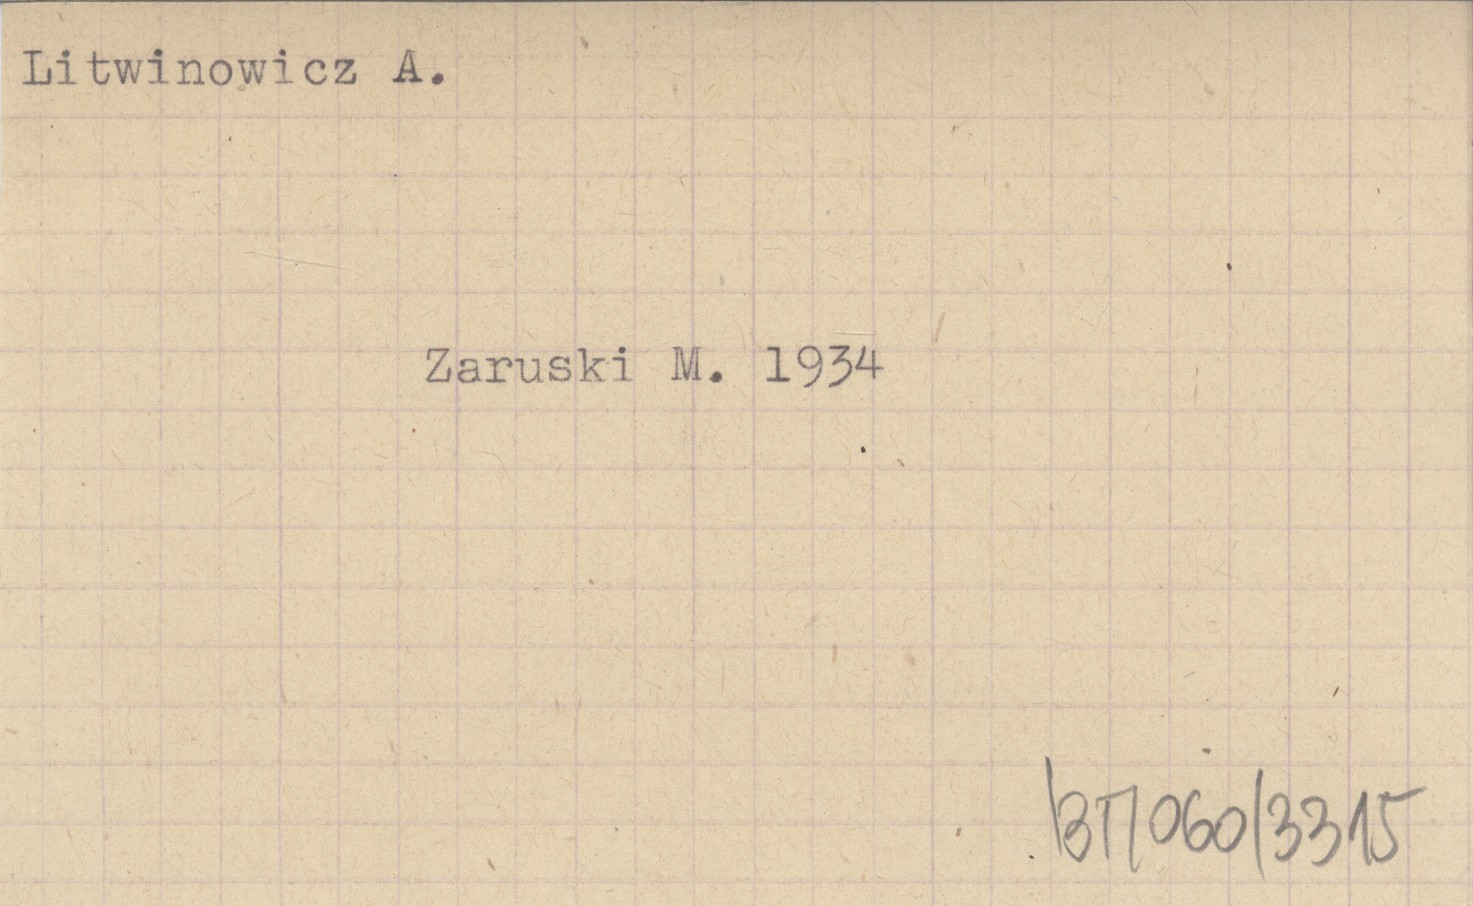 Litwinowicz A.
Zaruski M. 1934
BT/060/3315